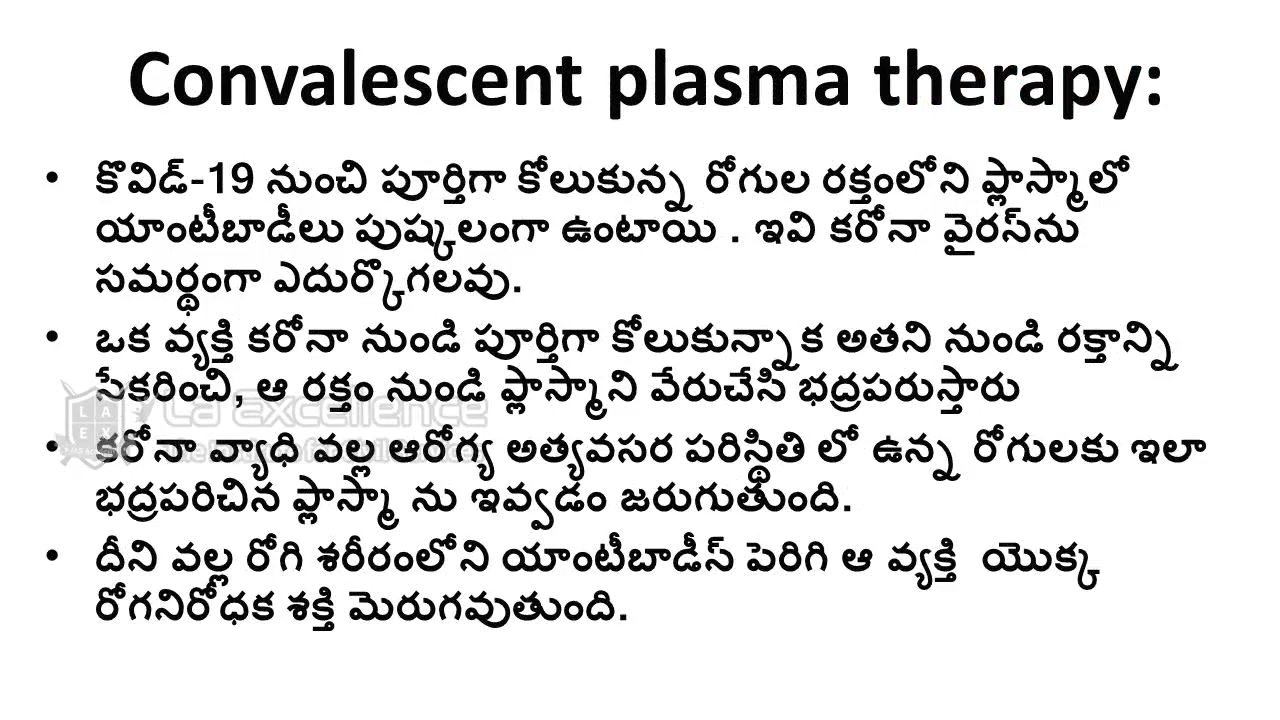 Convalescent plasma therapy:
• కొవిడ్-19 నుంచి పూర్తిగా కోలుకున్న రోగుల రక్తంలోని ప్లాస్మాలో
యాంటీబాడీలు పుష్కలంగా ఉంటాయి . ఇవి కరోనా వైరస్‌ను
సమర్థంగా ఎదుర్కొగలవు.
• ఒక వ్యక్తి కరోనా నుండి పూర్తిగా కోలుకున్నాక అతని నుండి రక్తాన్ని
సేకరించి, ఆ రక్తం నుండి ప్లాస్మాని వేరుచేసి భద్రపరుస్తారు
La Excellence
• కరోనా వ్యాధి వల్ల ఆరోగ్య అత్యవసర పరిస్థితి లో ఉన్న రోగులకు ఇలా
భద్రపరిచిన ప్లాస్మా ను ఇవ్వడం జరుగుతుంది.
• దీని వల్ల రోగి శరీరంలోని యాంటీబాడీస్ పెరిగి ఆ వ్యక్తి యొక్క
రోగనిరోధక శక్తి మెరుగవుతుంది.